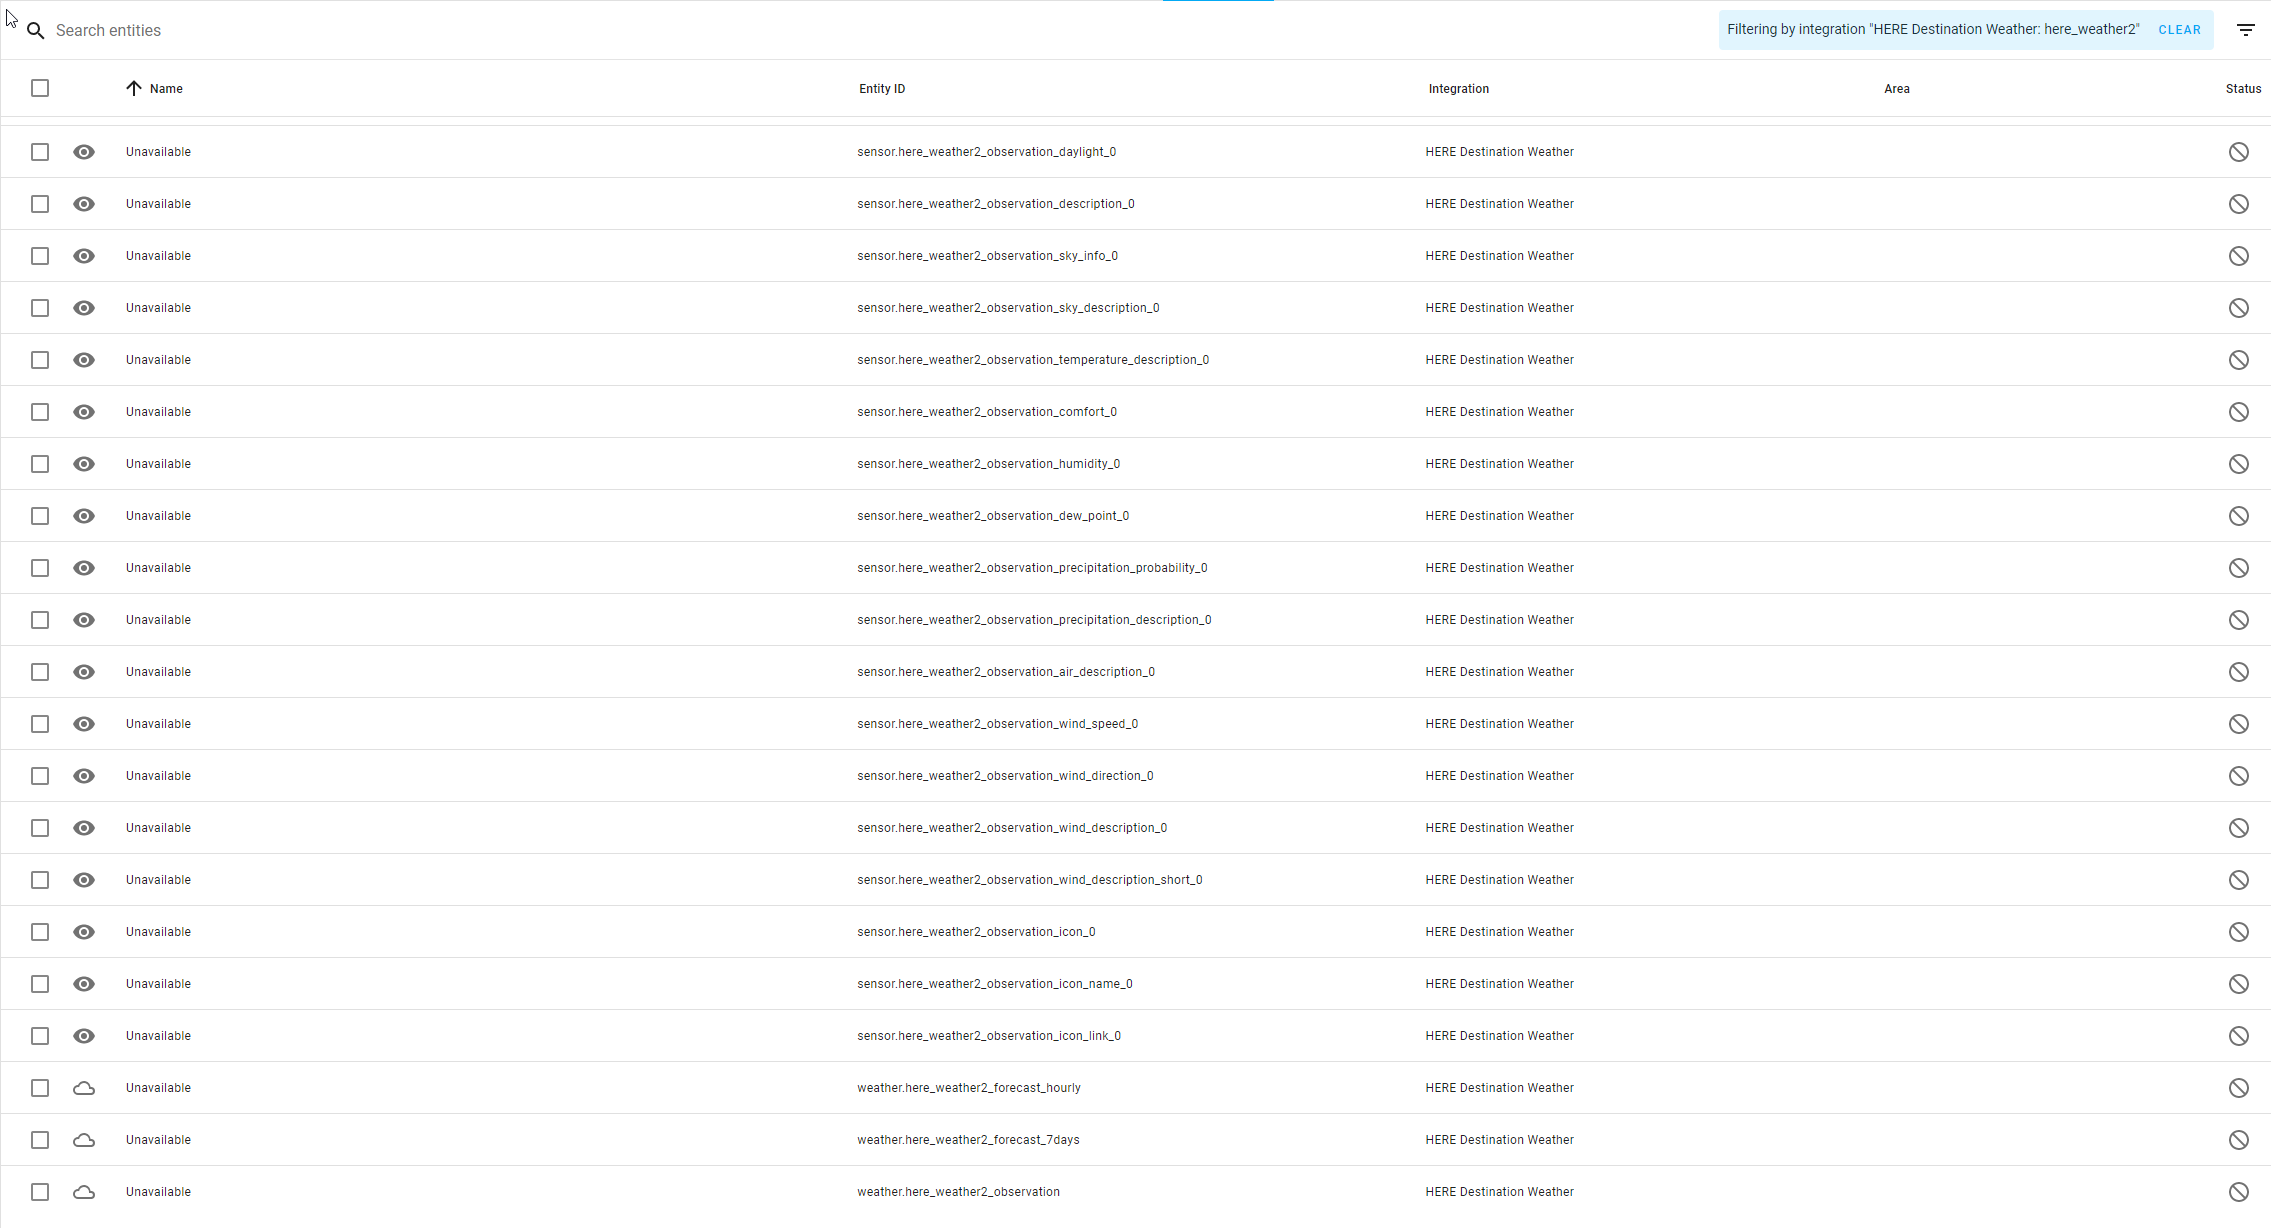 Search entities
Filtering by integration "HERE Destination Weather: here_weather2" CLEAR
Name Entity ID Integration Area Status
Unavailable sensor.here_weather2_observation_daylight_0 HERE Destination Weather
Unavailable sensor.here_weather2_observation_description_0 HERE Destination Weather
Unavailable sensor.here_weather2_observation_sky_info_0 HERE Destination Weather
Unavailable sensor.here_weather2_observation_sky_description_0 HERE Destination Weather
Unavailable sensor.here_weather2_observation_temperature_description_0 HERE Destination Weather
Unavailable sensor.here_weather2_observation_comfort_0 HERE Destination Weather
Unavailable sensor.here_weather2_observation_humidity_0 HERE Destination Weather
Unavailable sensor.here_weather2_observation_dew_point_0 HERE Destination Weather
Unavailable sensor.here_weather2_observation_precipitation_probability_0 HERE Destination Weather
Unavailable sensor.here_weather2_observation_precipitation_description_0 HERE Destination Weather
Unavailable sensor.here_weather2_observation_air_description_0 HERE Destination Weather
Unavailable sensor.here_weather2_observation_wind_speed_0 HERE Destination Weather
Unavailable sensor.here_weather2_observation_wind_direction_0 HERE Destination Weather
Unavailable sensor.here_weather2_observation_wind_description_0 HERE Destination Weather
Unavailable sensor.here_weather2_observation_wind_description_short_0 HERE Destination Weather
Unavailable sensor.here_weather2_observation_icon_0 HERE Destination Weather
Unavailable sensor.here_weather2_observation_icon_name_0 HERE Destination Weather
Unavailable sensor.here_weather2_observation_icon_link_0 HERE Destination Weather
Unavailable weather.here_weather2_forecast_hourly HERE Destination Weather
Unavailable weather.here_weather2_forecast_7days HERE Destination Weather
Unavailable weather.here_weather2_observation HERE Destination Weather